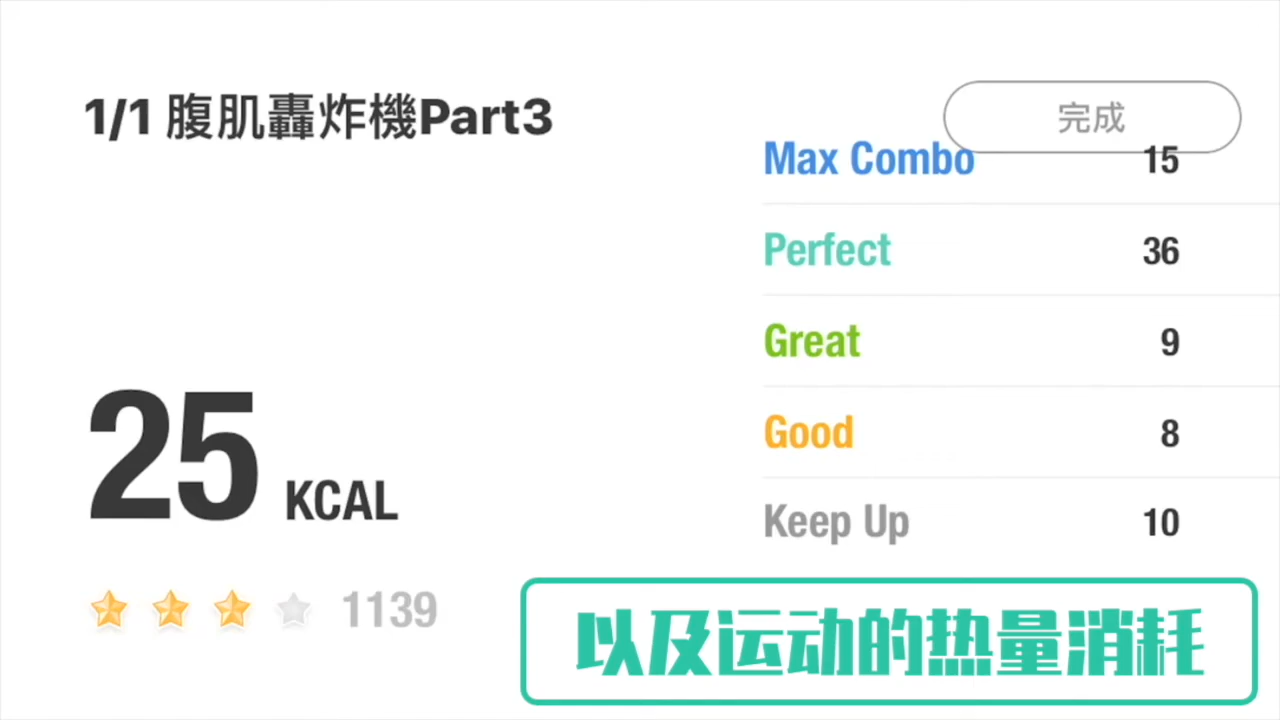 1/1 腹肌轟炸機Part3
完成
Max Combo 15
Perfect 36
Great 9
Good 8
Keep Up 10
25 KCAL
1139
以及运动的热量消耗